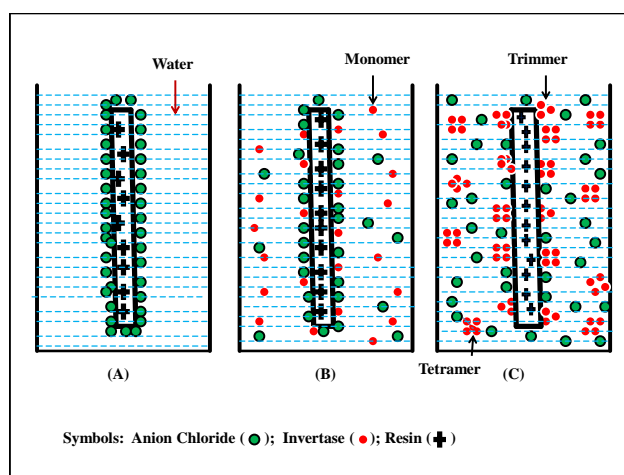 Water
Monomer
Trimmer
(A)
(B)
(C)
Tetramer
Symbols: Anion Chloride ( ); Invertase ( ); Resin ( )